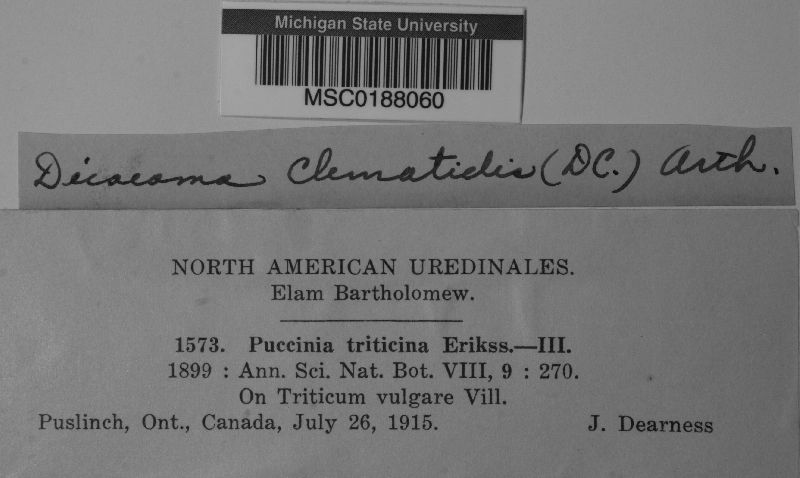 Michigan State University
MSC0188060
Dicaeoma Clematidis (DC.) Arth.
NORTH AMERICAN UREDINALES.
Elam Bartholomew.
1573. Puccinia triticina Erikss.—III.
1899 : Ann. Sci. Nat. Bot. VIII, 9 : 270.
On Triticum vulgare Vill.
Puslinch, Ont., Canada, July 26, 1915. J. Dearness